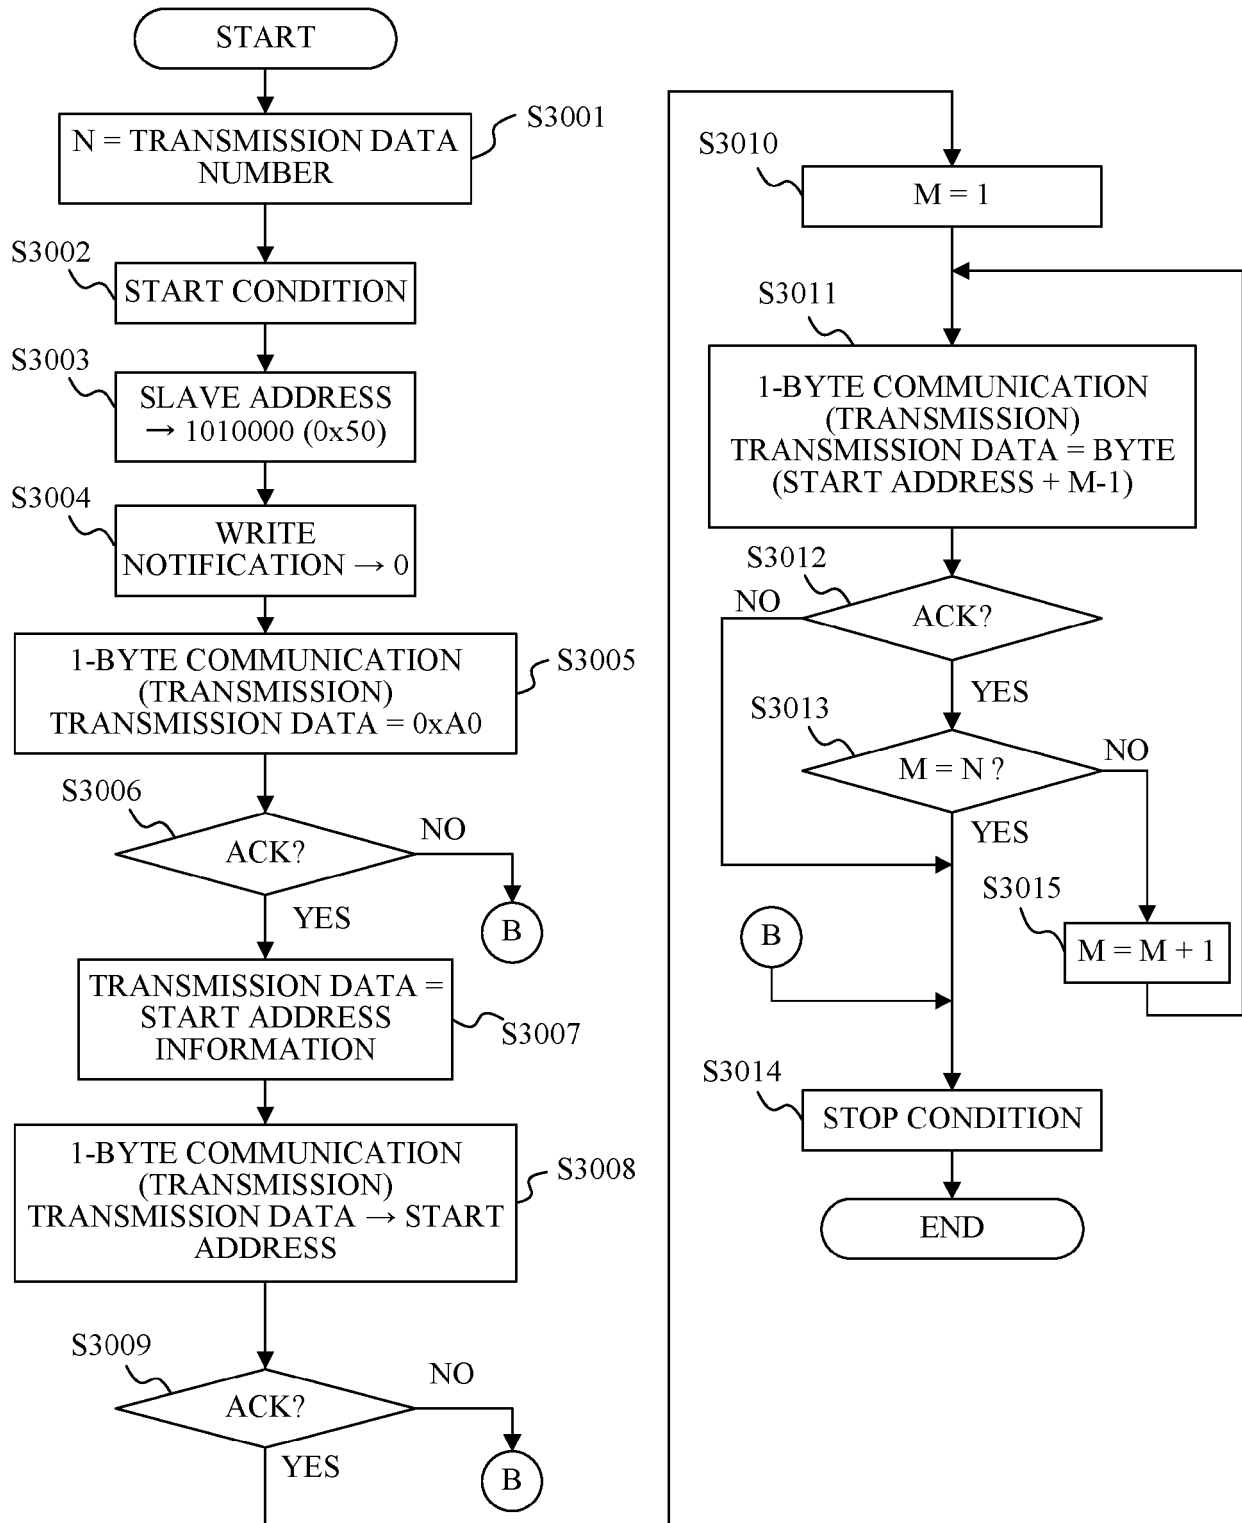 START
S3001
N = TRANSMISSION DATA
NUMBER
S3002
START CONDITION
S3003
SLAVE ADDRESS
→ 1010000 (0x50)
S3004
WRITE
NOTIFICATION → 0
S3005
1-BYTE COMMUNICATION
(TRANSMISSION)
TRANSMISSION DATA = 0xA0
S3006
ACK?
NO
B
YES
TRANSMISSION DATA =
START ADDRESS
INFORMATION
S3007
1-BYTE COMMUNICATION
(TRANSMISSION)
TRANSMISSION DATA → START
ADDRESS
S3008
S3009
ACK?
NO
B
YES
S3010
M = 1
S3011
1-BYTE COMMUNICATION
(TRANSMISSION)
TRANSMISSION DATA = BYTE
(START ADDRESS + M-1)
S3012
NO
ACK?
YES
S3013
M = N ?
NO
YES
S3015
M = M + 1
B
S3014
STOP CONDITION
END